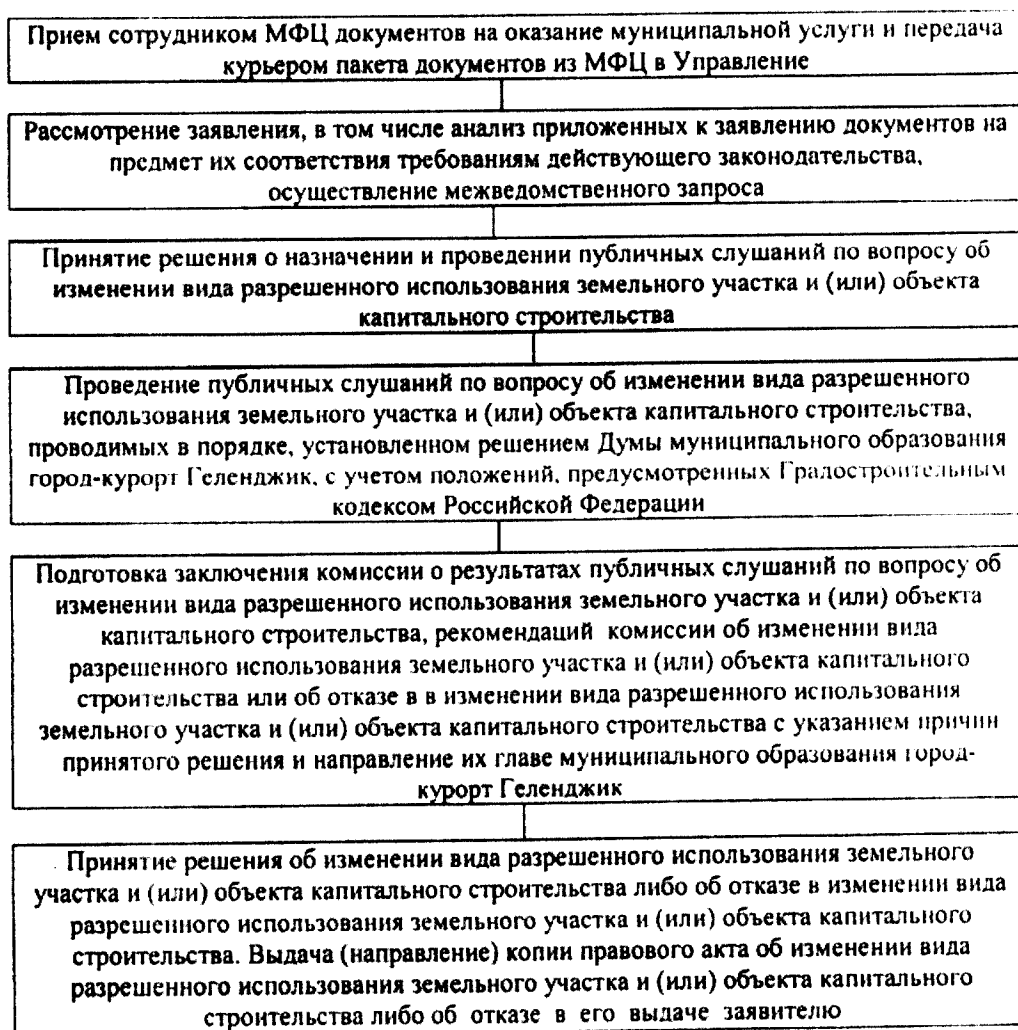 Прием сотрудником МФЦ документов на оказание муниципальной услуги и передача
курьером пакета документов из МФЦ в Управление
Рассмотрение заявления, в том числе анализ приложенных к заявлению документов на
предмет их соответствия требованиям действующего законодательства,
осуществление межведомственного запроса
Принятие решения о назначении и проведении публичных слушаний по вопросу об
изменении вида разрешенного использования земельного участка и (или) объекта
капитального строительства
Проведение публичных слушаний по вопросу об изменении вида разрешенного
использования земельного участка и (или) объекта капитального строительства,
проводимых в порядке, установленном решением Думы муниципального образования
город-курорт Геленджик, с учетом положений, предусмотренных Градостроительным
кодексом Российской Федерации
Подготовка заключения комиссии о результатах публичных слушаний по вопросу об
изменении вида разрешенного использования земельного участка и (или) объекта
капитального строительства, рекомендаций комиссии об изменении вида
разрешенного использования земельного участка и (или) объекта капитального
строительства или об отказе в в изменении вида разрешенного использования
земельного участка и (или) объекта капитального строительства с указанием причин
принятого решения и направление их главе муниципального образования город-
курорт Геленджик
Принятие решения об изменении вида разрешенного использования земельного
участка и (или) объекта капитального строительства либо об отказе в изменении вида
разрешенного использования земельного участка и (или) объекта капитального
строительства. Выдача (направление) копии правового акта об изменении вида
разрешенного использования земельного участка и (или) объекта капитального
строительства либо об отказе в его выдаче заявителю